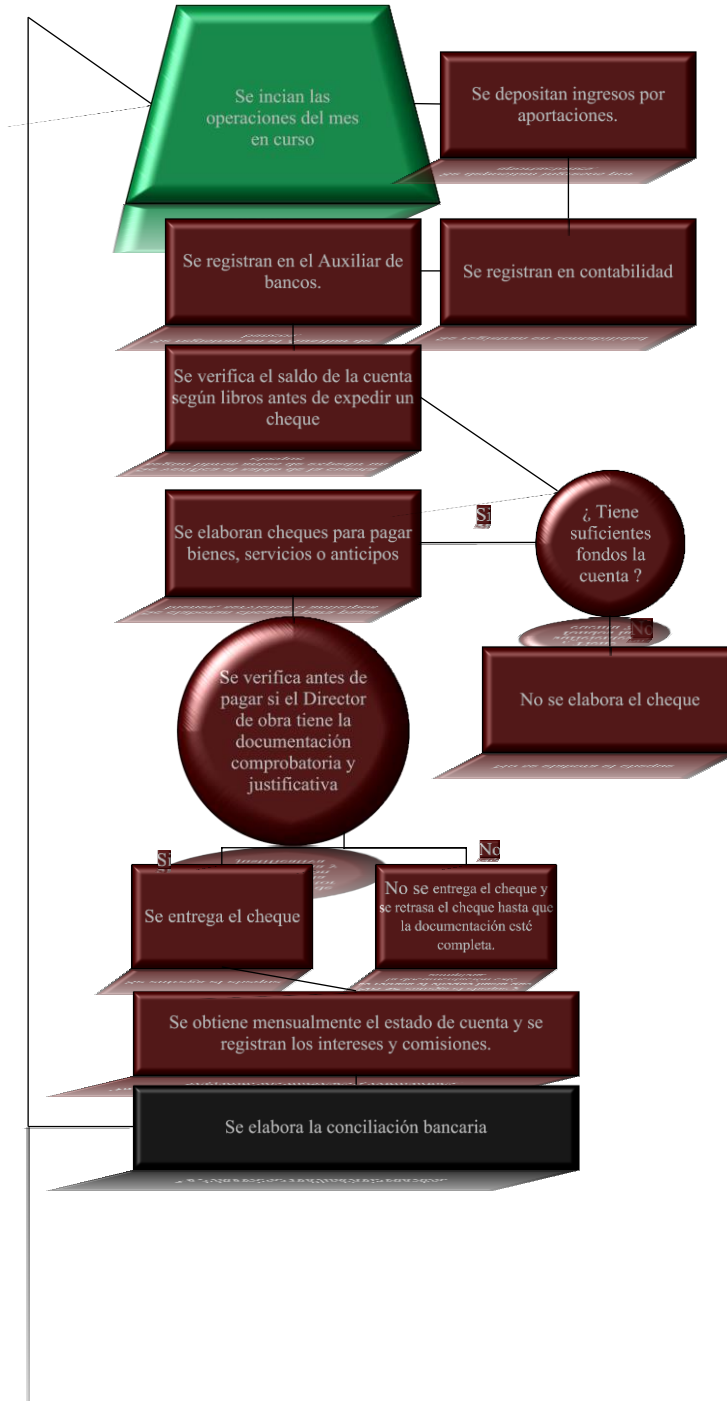 Se incian las
operaciones del mes
en curso
Se depositan ingresos por
aportaciones.
Se registran en el Auxiliar de
bancos.
Se registran en contabilidad
Se verifica el saldo de la cuenta
según libros antes de expedir un
cheque
Se elaboran cheques para pagar
bienes, servicios o anticipos
Si
¿ Tiene
suficientes
fondos la
cuenta ?
No
No se elabora el cheque
Se verifica antes de
pagar si el Director
de obra tiene la
documentación
comprobatoria y
justificativa
Si
No
Se entrega el cheque
No se entrega el cheque y
se retrasa el cheque hasta que
la documentación esté
completa.
Se obtiene mensualmente el estado de cuenta y se
registran los intereses y comisiones.
Se elabora la conciliación bancaria